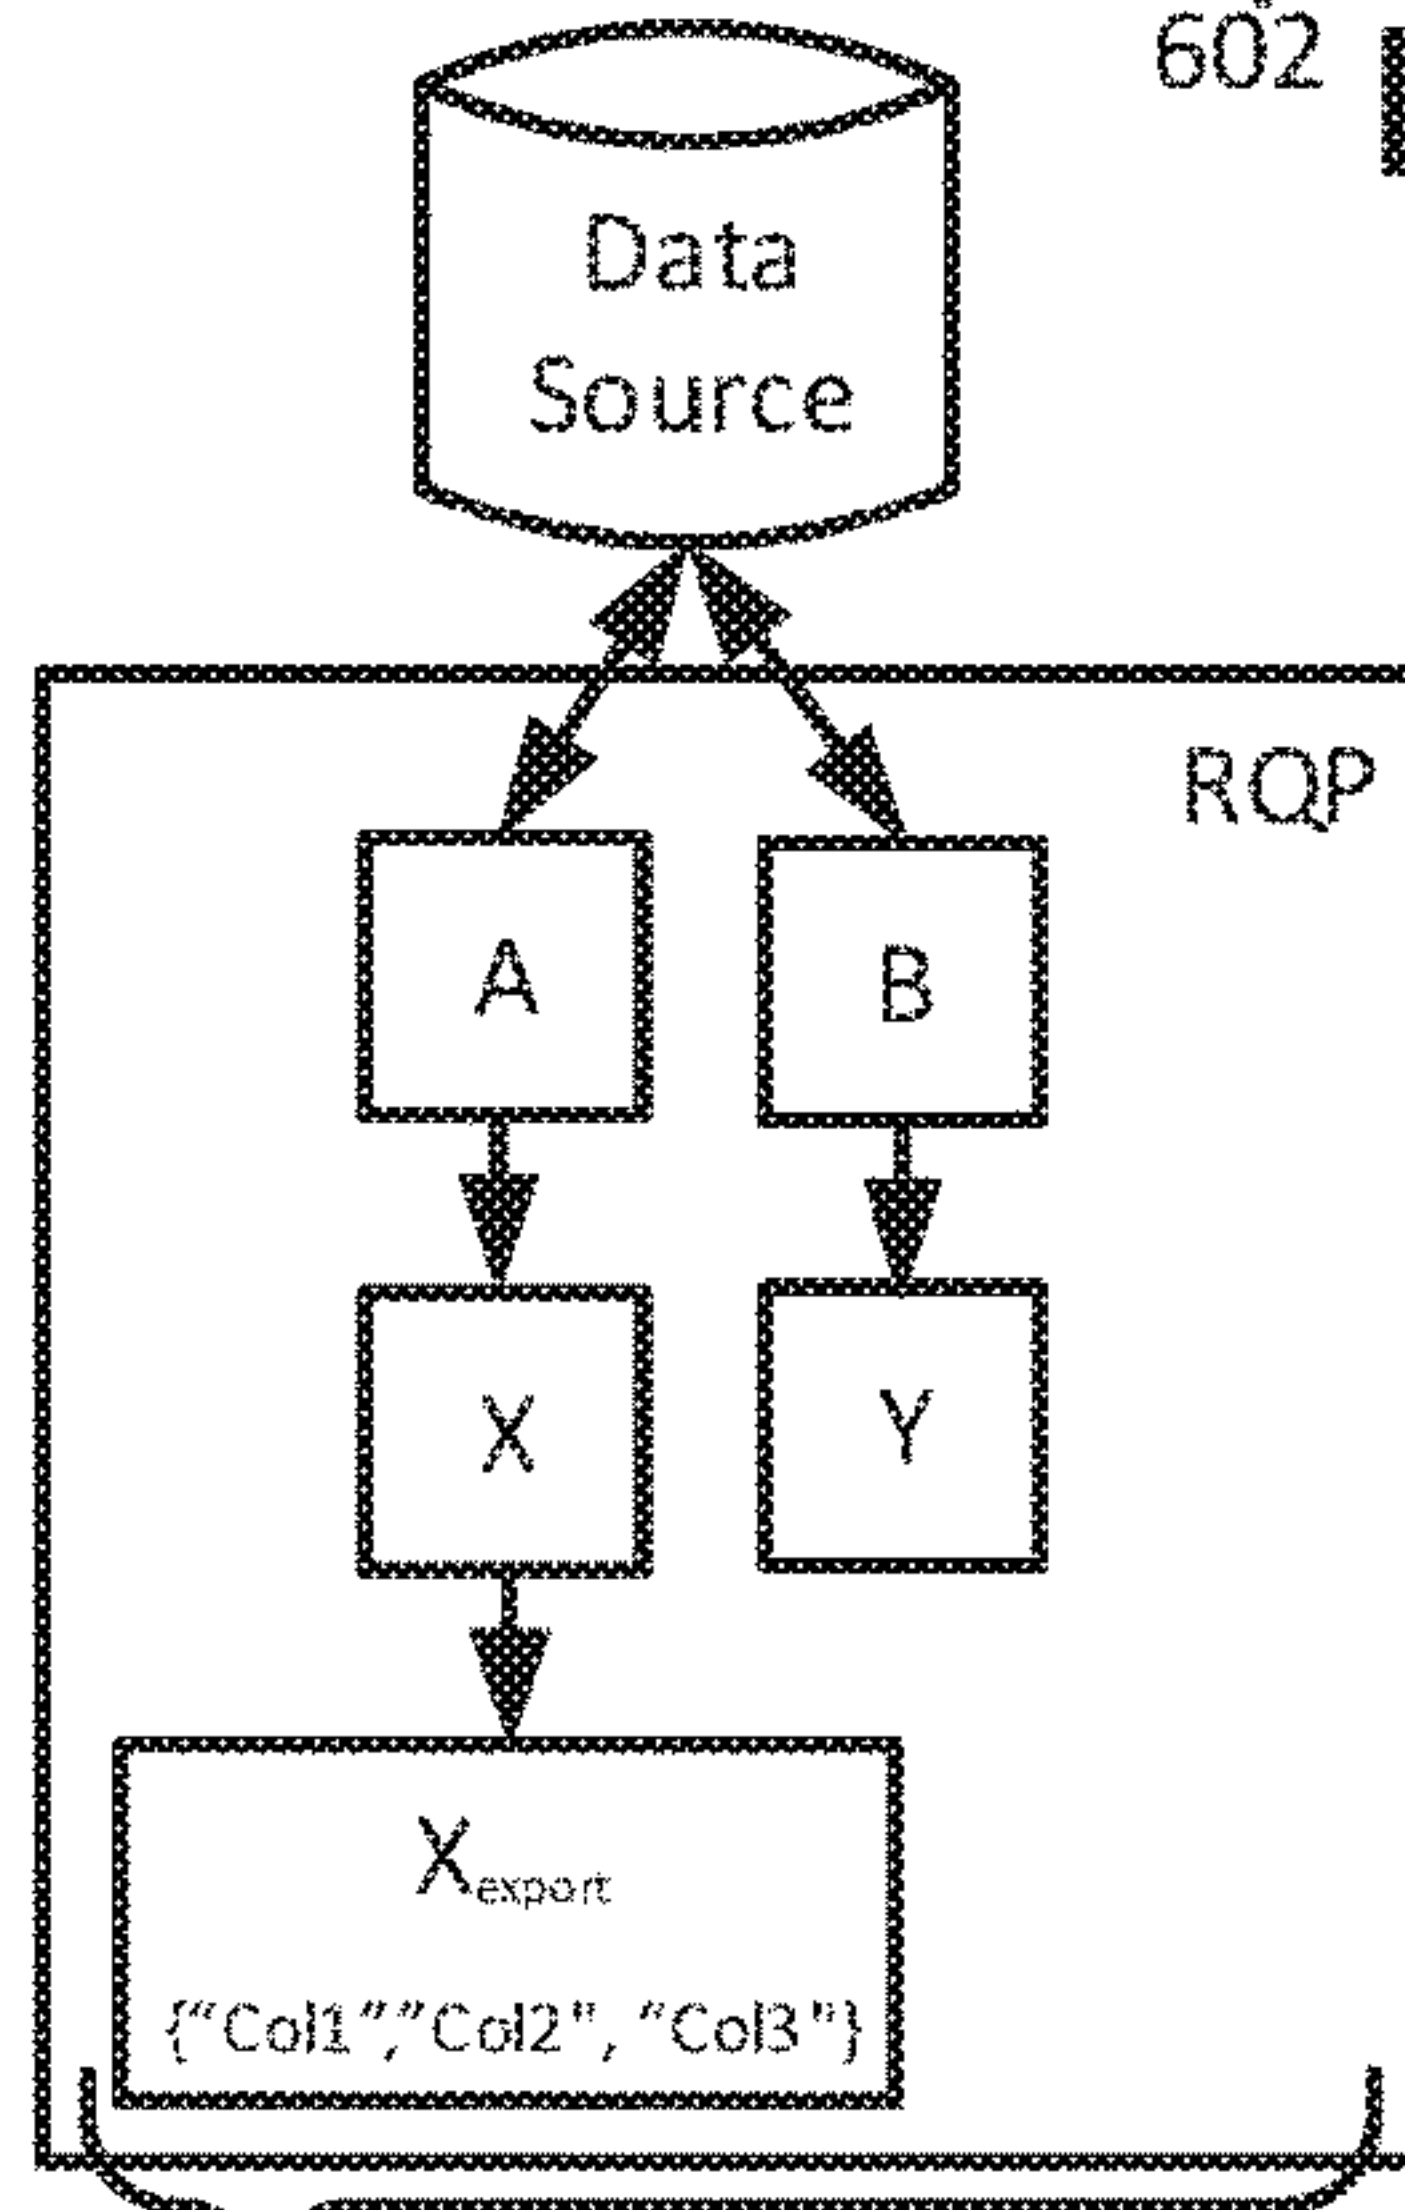 602
Data
Source
RQP
A
B
X
Y
Xexport
{“Col1”,”Col2", “Col3"}